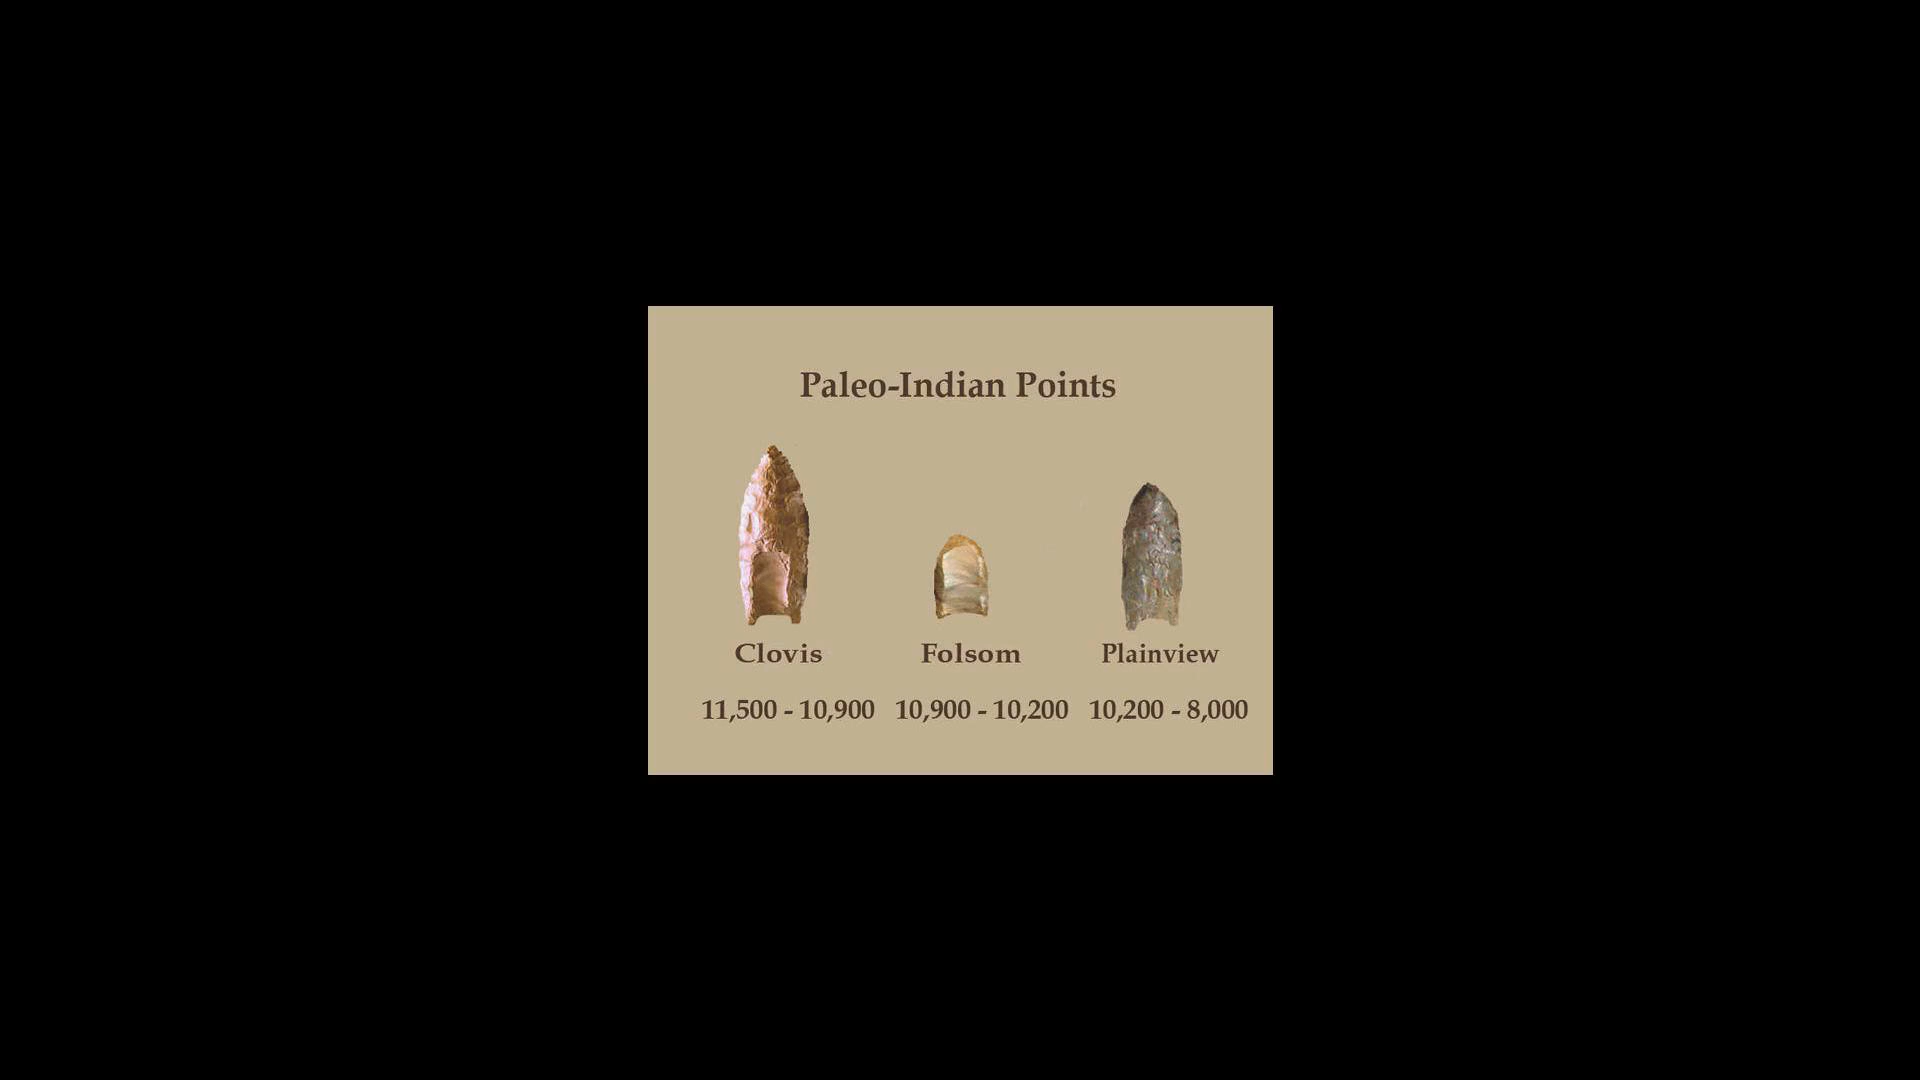 Paleo-Indian Points
Clovis Folsom Plainview
11,500 - 10,900 10,900 - 10,200 10,200 - 8,000